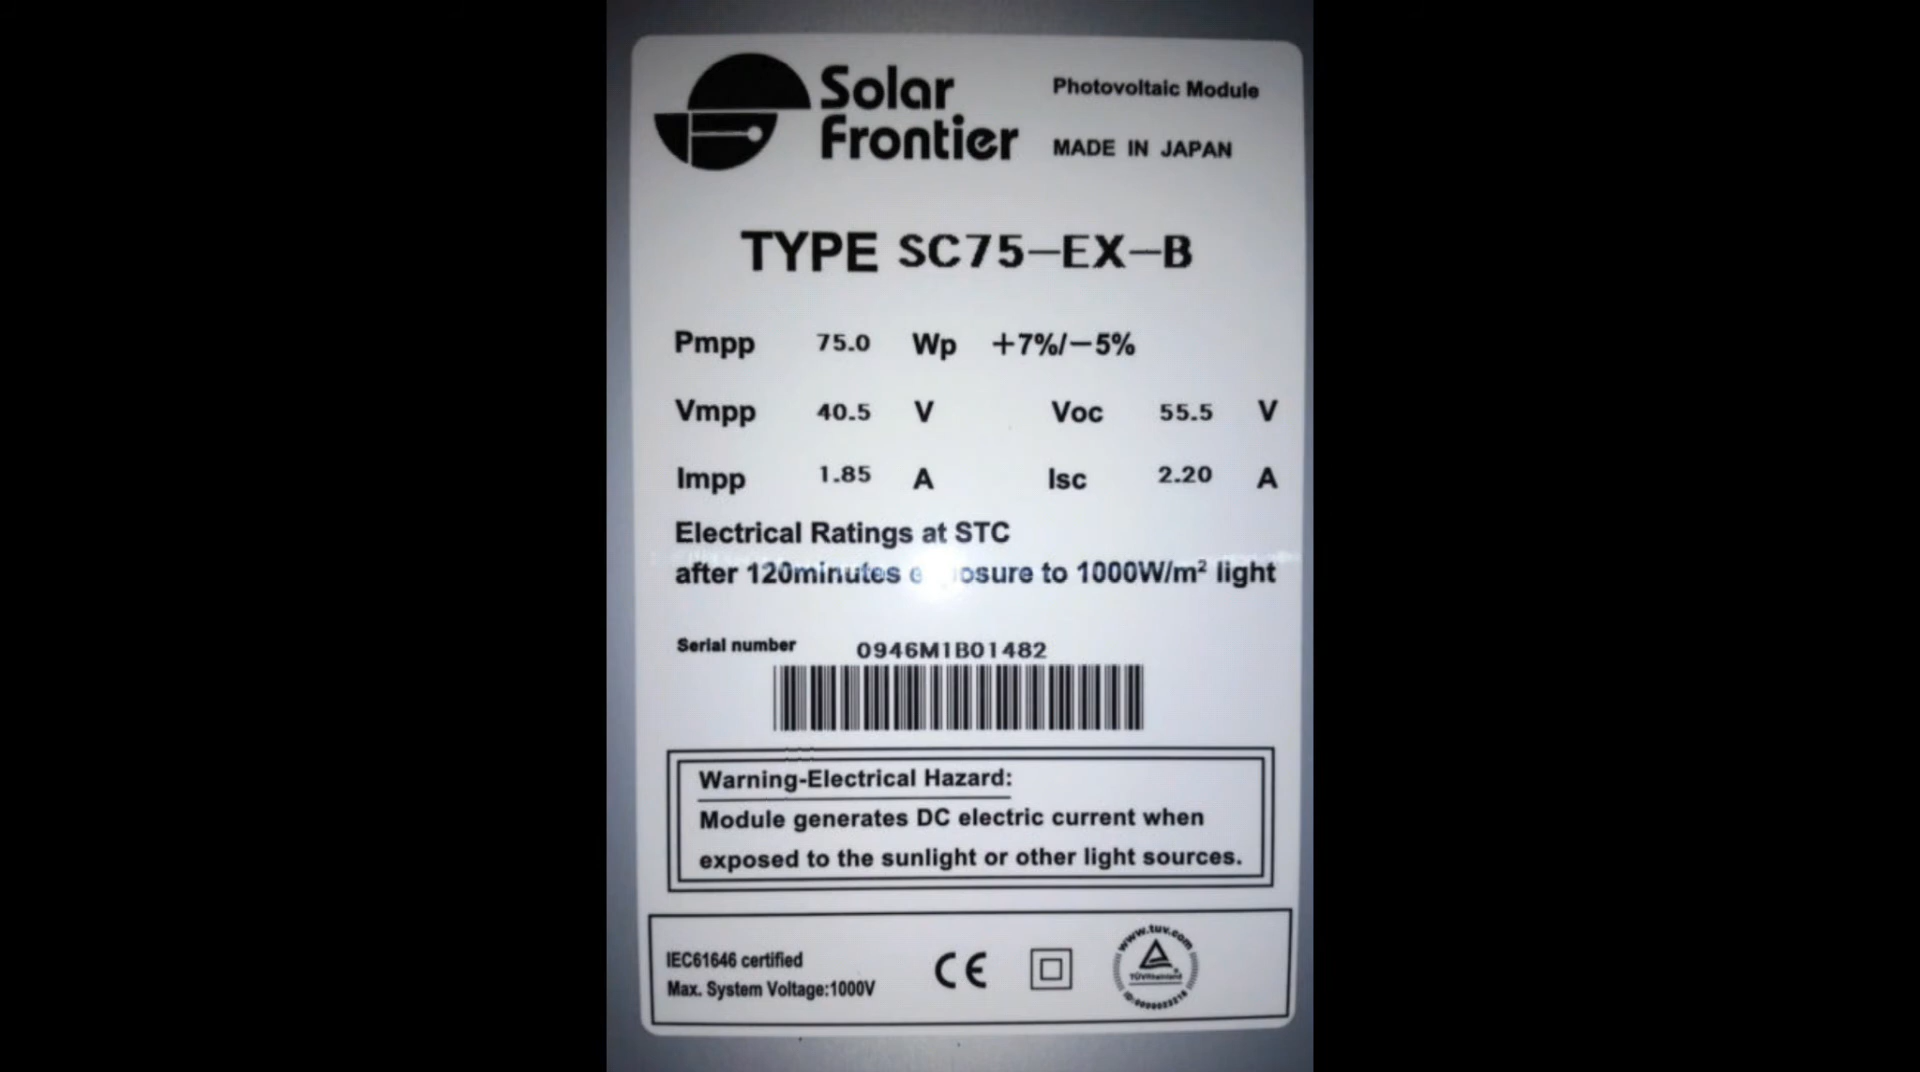 Solar
Frontier
Photovoltaic Module
MADE IN JAPAN
TYPE SC75-EX-B
Pmpp 75.0 Wp +7%/-5%
Vmpp 40.5 V Voc 55.5 V
Impp 1.85 A Isc 2.20 A
Electrical Ratings at STC
after 120minutes to 1000W/m² light
Serial number 0946M1B01482
Warning-Electrical Hazard:
Module generates DC electric current when
exposed to the sunlight or other light sources.
IEC61646 certified
Max. System Voltage:1000V
CE
www.tuv.com
TÜVRheinland